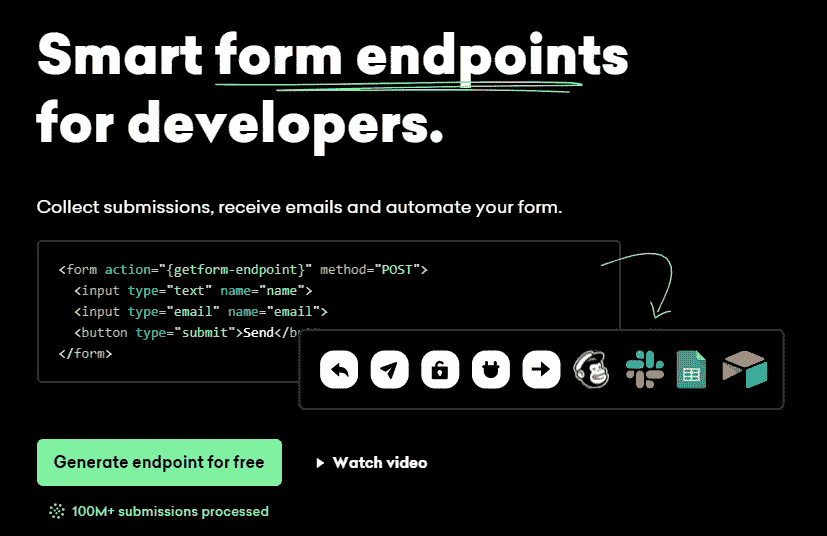 Smart form endpoints
for developers.
Collect submissions, receive emails and automate your form.
<form action="{getform-endpoint}" method="POST">
<input type="text" name="name">
<input type="email" name="email">
<button type="submit">Send</bu
</form>
Generate endpoint for free
Watch video
100M+ submissions processed